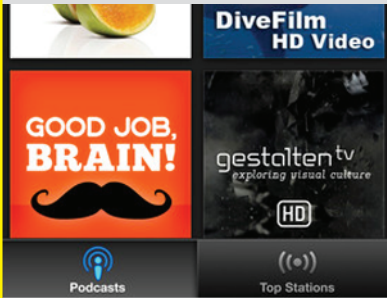 DiveFilm
HD Video
GOOD JOB,
BRAIN!
gestalten tv
exploring visual culture
HD
Podcasts
Top Stations